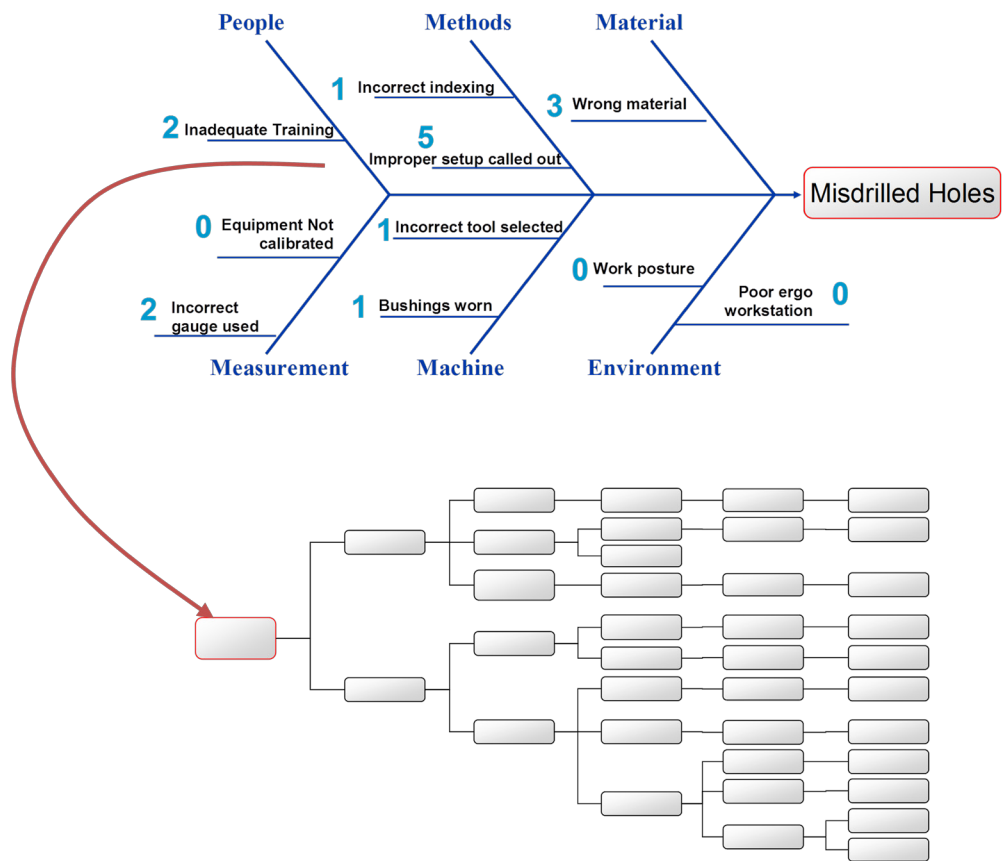 People
Methods
Material
1 Incorrect indexing
3 Wrong material
2 Inadequate Training
5
Improper setup called out
Misdrilled Holes
0 Equipment Not
calibrated
1 Incorrect tool selected
0 Work posture
Poor ergo
workstation 0
2 Incorrect
gauge used
1 Bushings worn
Measurement
Machine
Environment